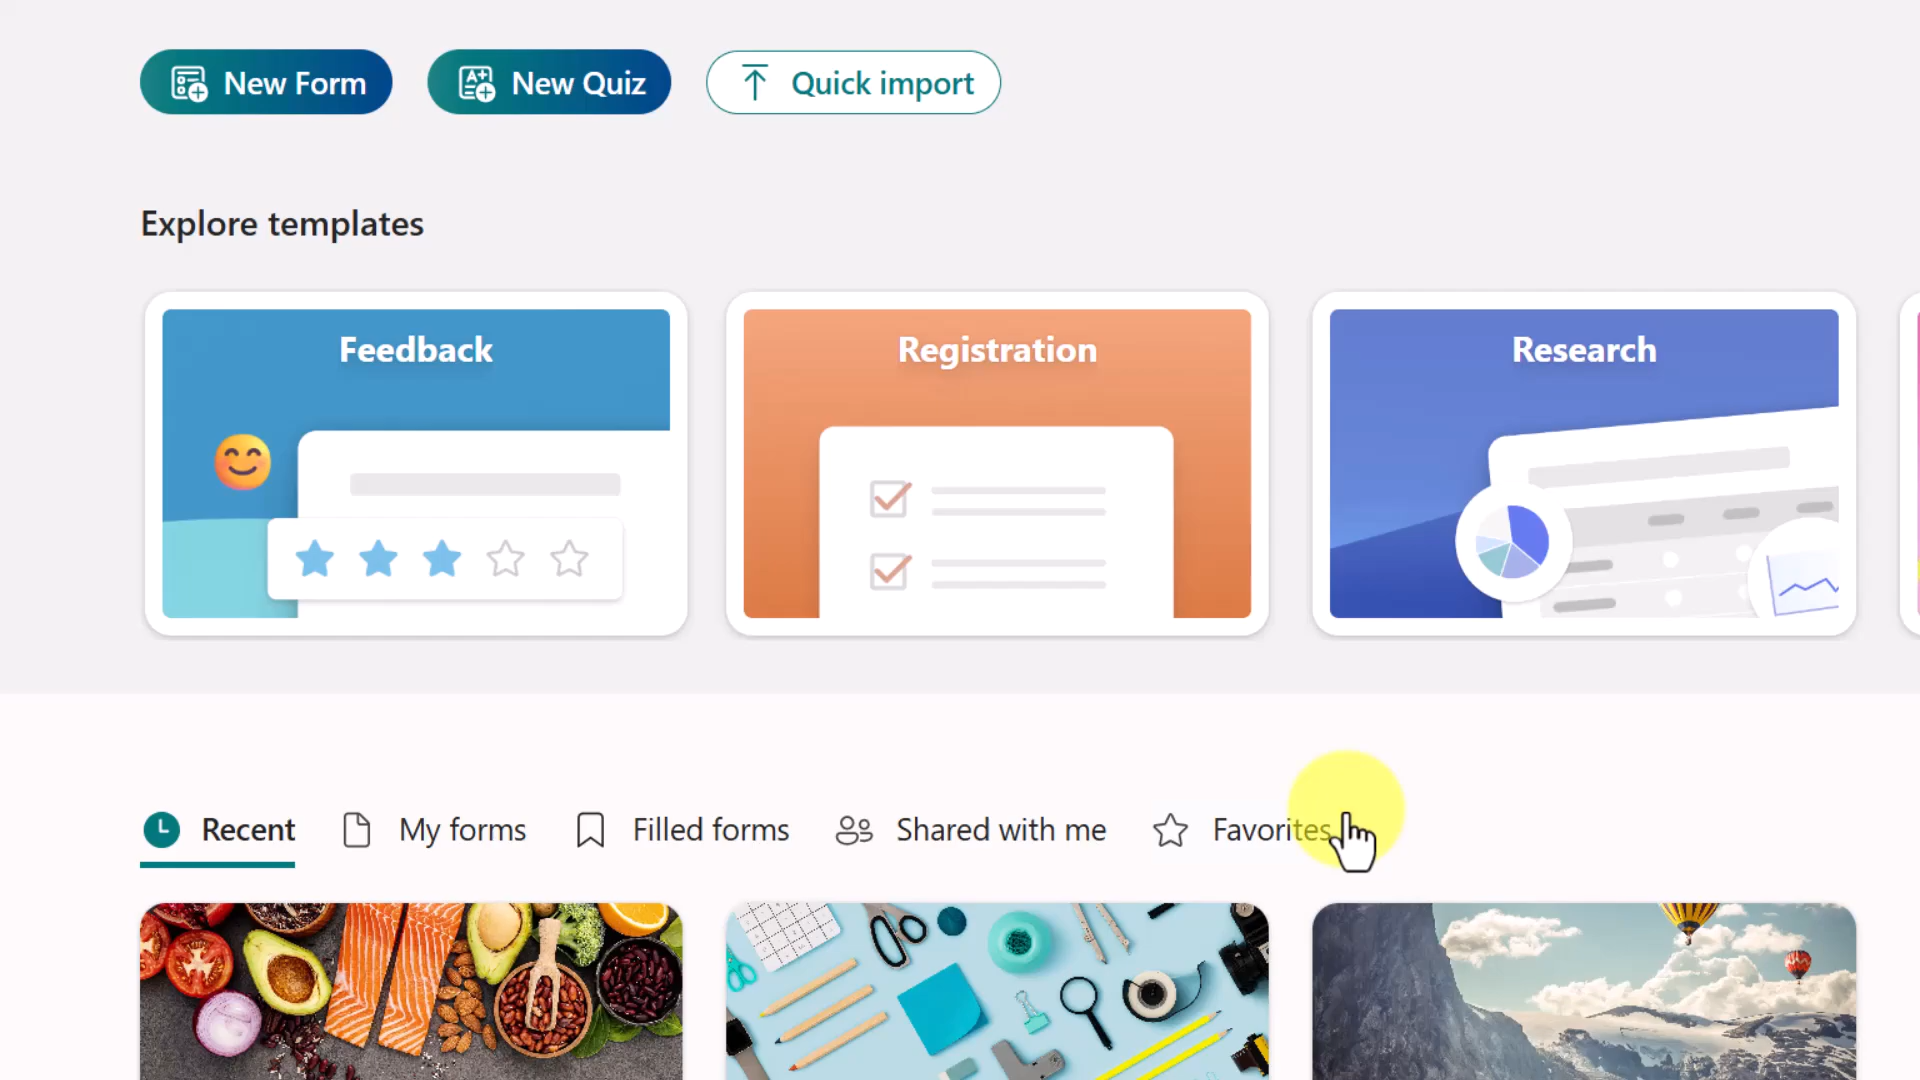 New Form
New Quiz
Quick import
Explore templates
Feedback
Registration
Research
Recent
My forms
Filled forms
Shared with me
Favorites